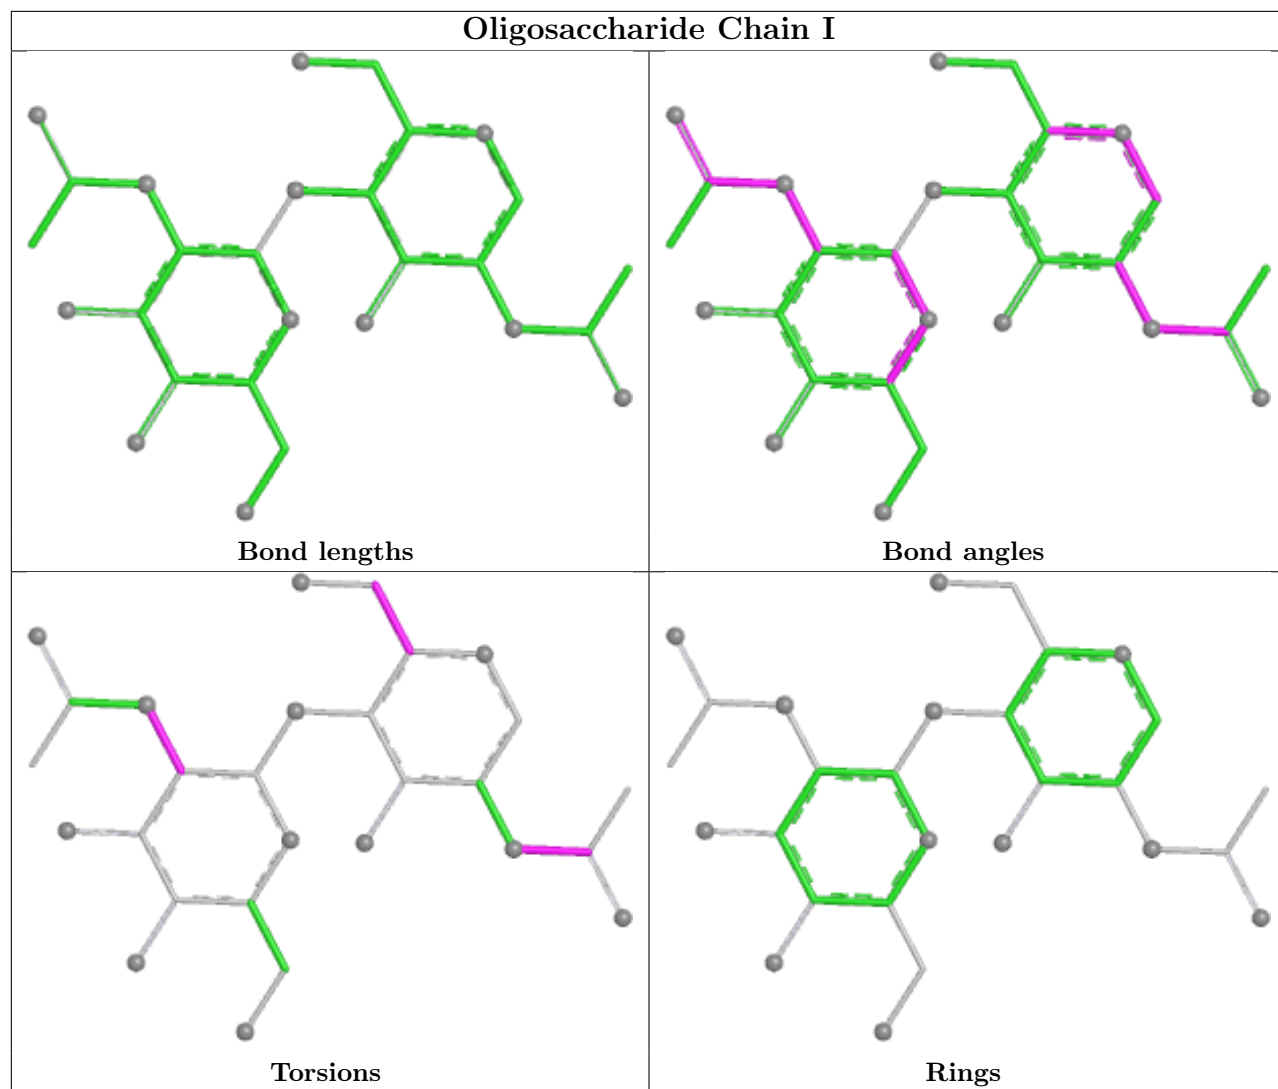 Oligosaccharide Chain I
Bond lengths
Bond angles
Torsions
Rings